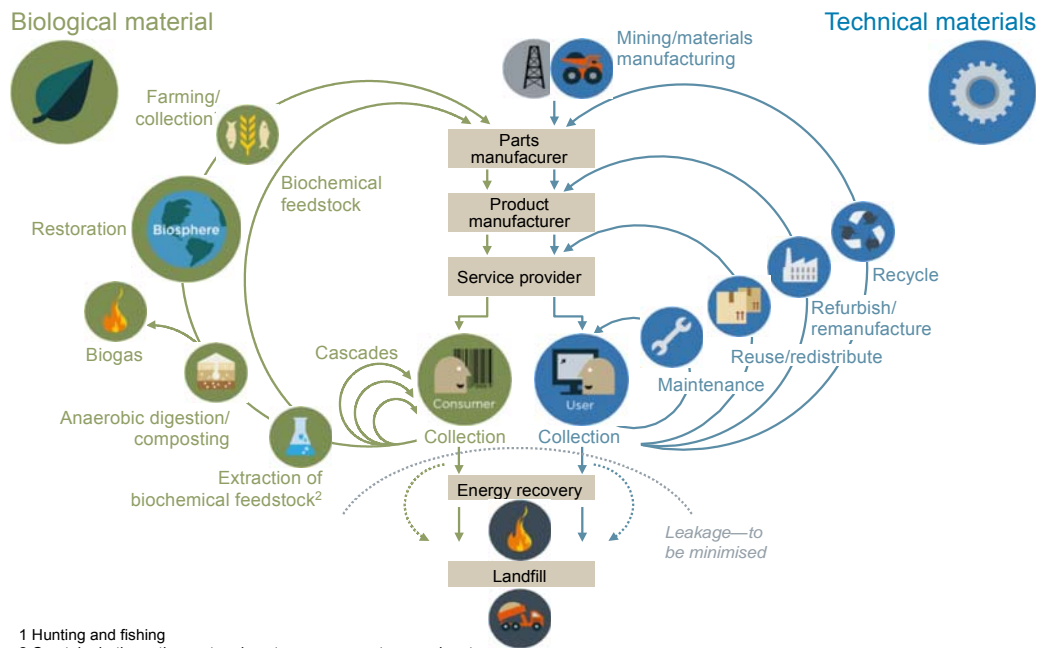 Biological material
Technical materials
Mining/materials
manufacturing
Farming/
collection¹
Parts
manufacurer
Biochemical
feedstock
Product
manufacturer
Restoration
Biosphere
Service provider
Recycle
Refurbish/
remanufacture
Biogas
Cascades
Reuse/redistribute
Maintenance
Consumer
User
Anaerobic digestion/
composting
Collection
Collection
Extraction of
biochemical feedstock²
Energy recovery
Leakage—to
be minimised
Landfill
1 Hunting and fishing